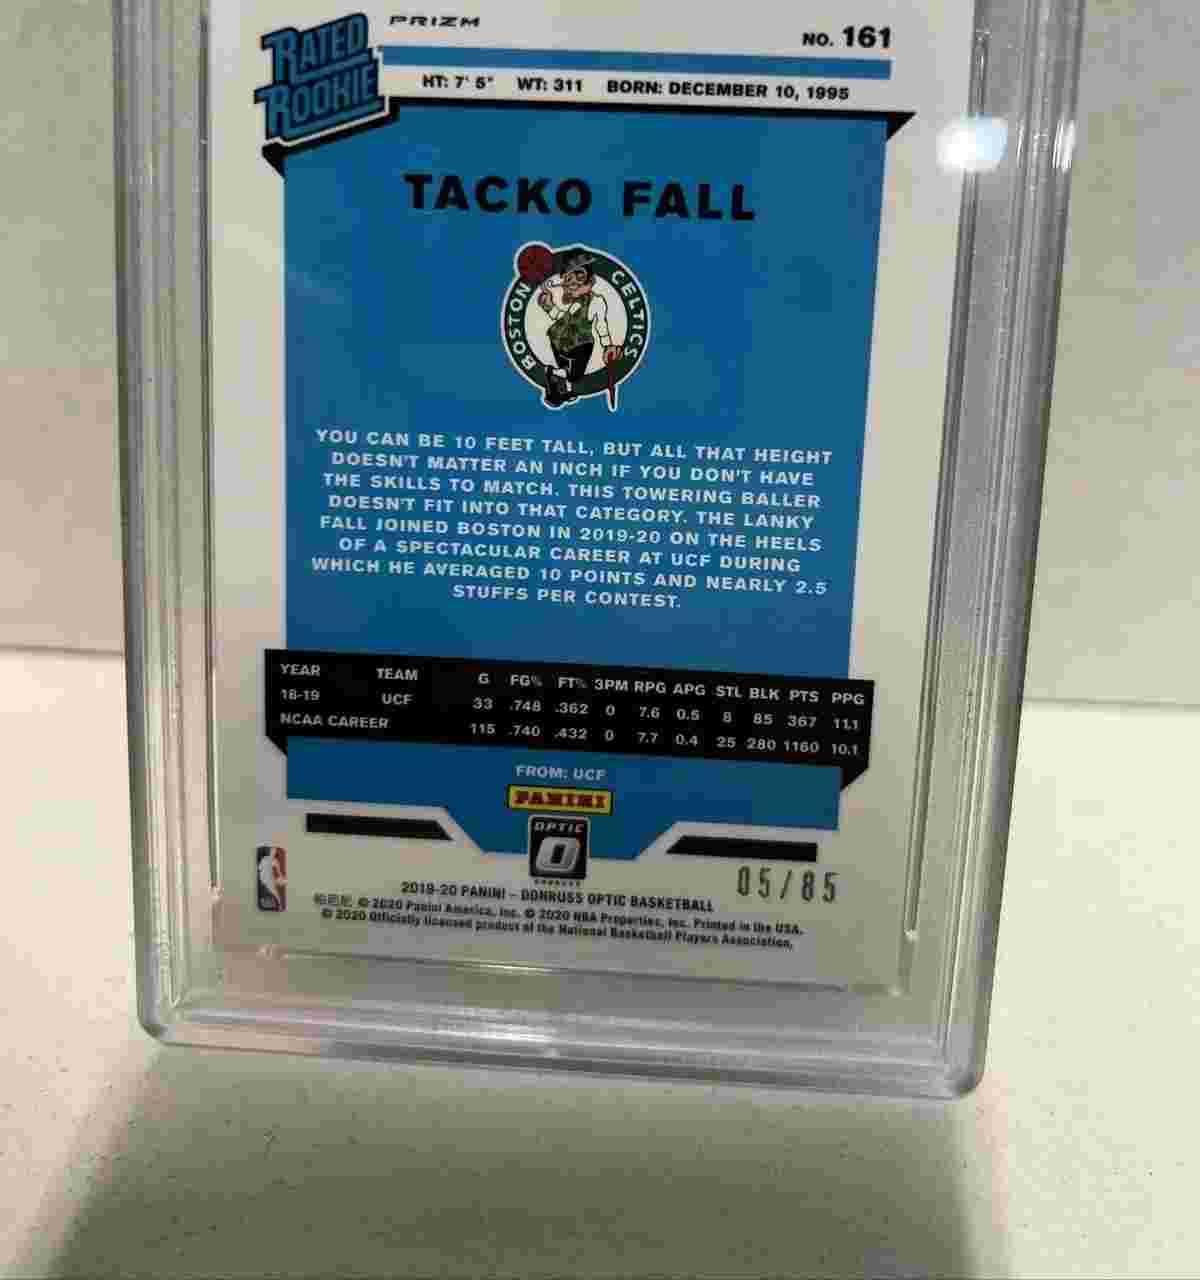 RATED
ROOKIE
PRIZM
NO. 161
HT: 7' 5" WT: 311 BORN: DECEMBER 10, 1995
TACKO FALL
BOSTON CELTICS
YOU CAN BE 10 FEET TALL, BUT ALL THAT HEIGHT
DOESN'T MATTER AN INCH IF YOU DON'T HAVE
THE SKILLS TO MATCH. THIS TOWERING BALLER
DOESN'T FIT INTO THAT CATEGORY. THE LANKY
FALL JOINED BOSTON IN 2019-20 ON THE HEELS
OF A SPECTACULAR CAREER AT UCF DURING
WHICH HE AVERAGED 10 POINTS AND NEARLY 2.5
STUFFS PER CONTEST.
YEAR TEAM G FG% FT% 3PM RPG APG STL BLK PTS PPG
18-19 UCF 33 .748 .362 0 7.6 0.5 8 85 367 11.1
NCAA CAREER 115 .740 .432 0 7.7 0.4 25 280 1160 10.1
FROM: UCF
PANINI
OPTIC
DONRUSS
05/85
2019-20 PANINI – DONRUSS OPTIC BASKETBALL
© 2020 Panini America, Inc. © 2020 NBA Properties, Inc. Printed in the USA.
© 2020 Officially licensed product of the National Basketball Players Association.